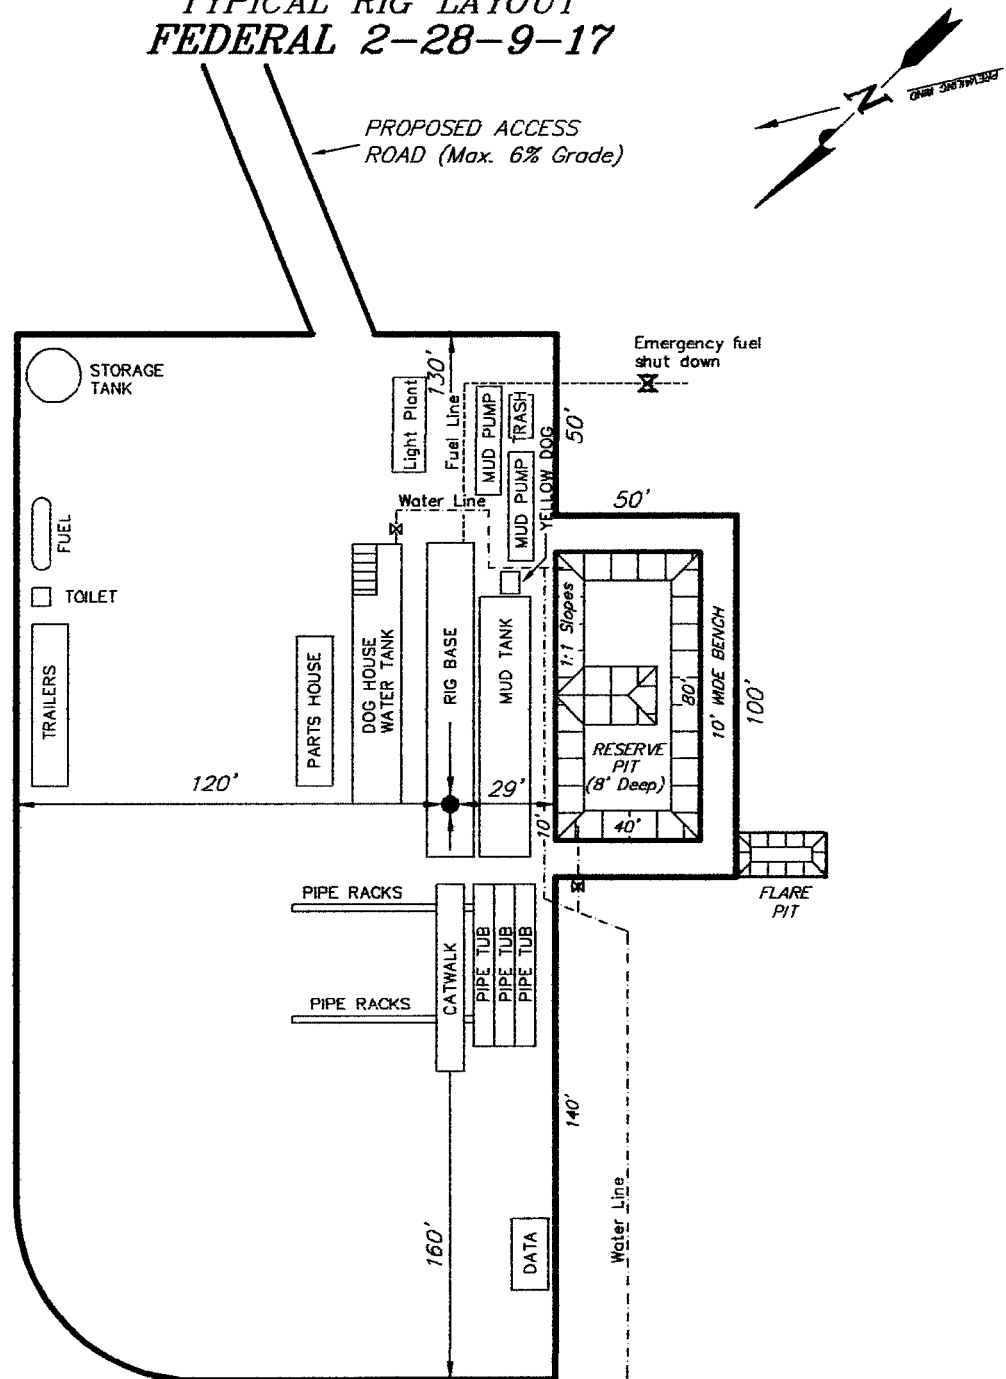 TYPICAL RIG LAYOUT
FEDERAL 2-28-9-17
PREVAILING WIND
N
PROPOSED ACCESS
ROAD (Max. 6% Grade)
Emergency fuel
shut down
STORAGE
TANK
130'
Light Plant
Fuel Line
MUD PUMP
TRASH
50'
MUD PUMP
YELLOW DOG
Water Line
50'
FUEL
TOILET
TRAILERS
PARTS HOUSE
DOG HOUSE
WATER TANK
RIG BASE
MUD TANK
1:1 Slopes
80'
10' WIDE BENCH
100'
RESERVE
PIT
(8' Deep)
120'
29'
10'
40'
FLARE
PIT
PIPE RACKS
CATWALK
PIPE TUB
PIPE TUB
PIPE TUB
PIPE RACKS
140'
160'
DATA
Water Line